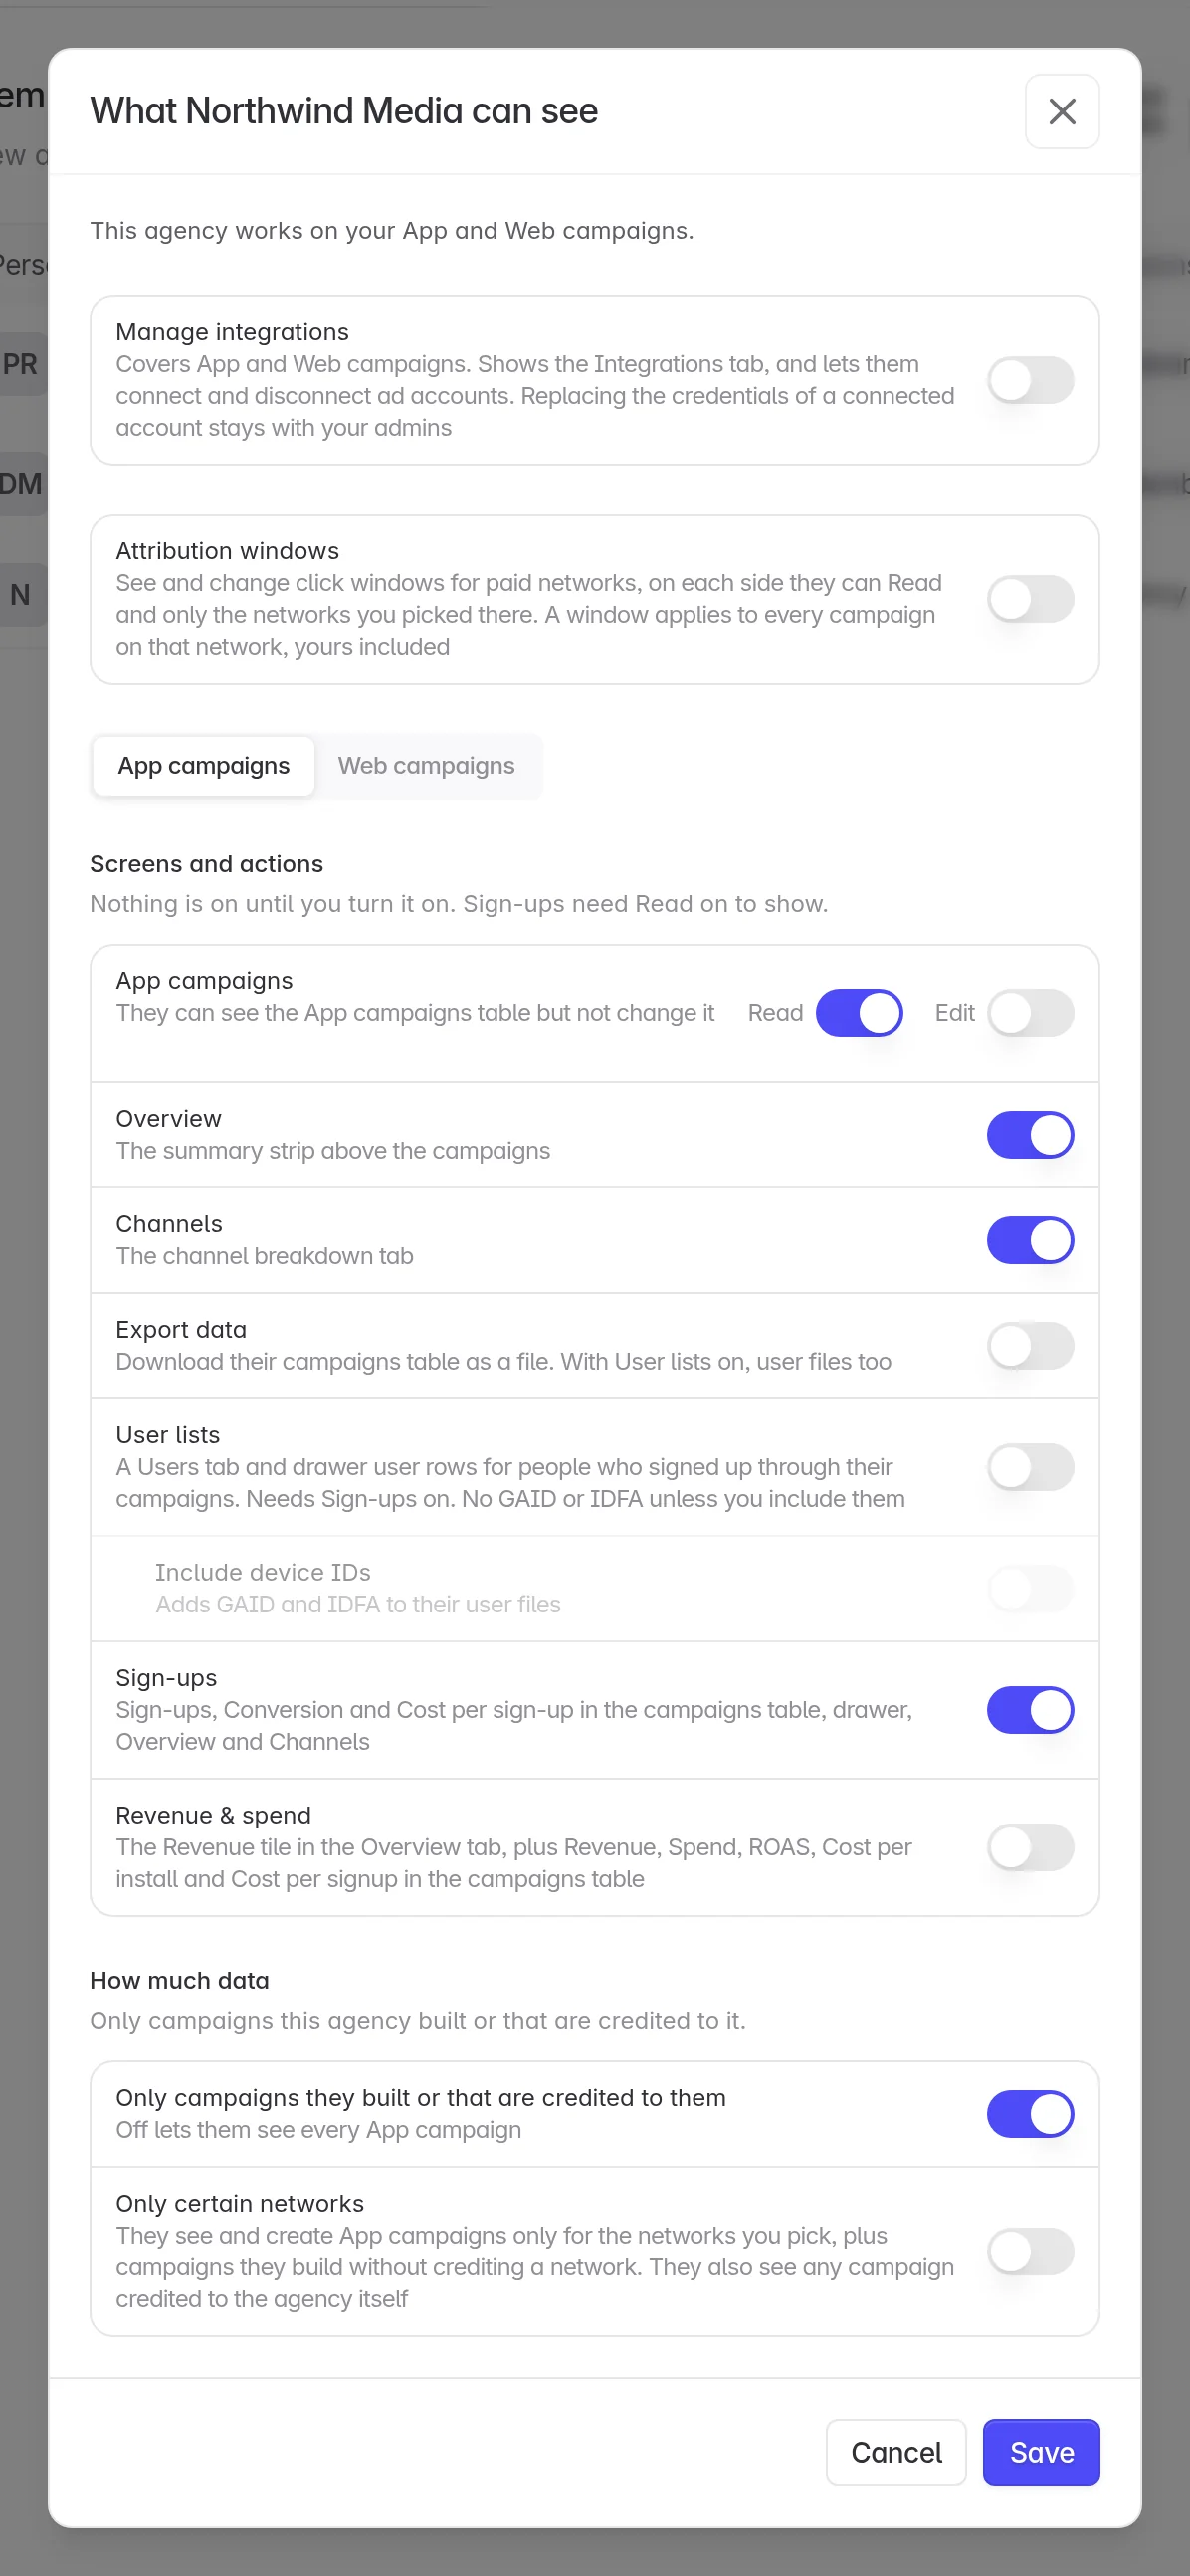 What Northwind Media can see
This agency works on your App and Web campaigns.
Manage integrations
Covers App and Web campaigns. Shows the Integrations tab, and lets them
connect and disconnect ad accounts. Replacing the credentials of a connected
account stays with your admins
Attribution windows
See and change click windows for paid networks, on each side they can Read
and only the networks you picked there. A window applies to every campaign
on that network, yours included
App campaigns Web campaigns
Screens and actions
Nothing is on until you turn it on. Sign-ups need Read on to show.
App campaigns
They can see the App campaigns table but not change it Read Edit
Overview
The summary strip above the campaigns
Channels
The channel breakdown tab
Export data
Download their campaigns table as a file. With User lists on, user files too
User lists
A Users tab and drawer user rows for people who signed up through their
campaigns. Needs Sign-ups on. No GAID or IDFA unless you include them
Include device IDs
Adds GAID and IDFA to their user files
Sign-ups
Sign-ups, Conversion and Cost per sign-up in the campaigns table, drawer,
Overview and Channels
Revenue & spend
The Revenue tile in the Overview tab, plus Revenue, Spend, ROAS, Cost per
install and Cost per signup in the campaigns table
How much data
Only campaigns this agency built or that are credited to it.
Only campaigns they built or that are credited to them
Off lets them see every App campaign
Only certain networks
They see and create App campaigns only for the networks you pick, plus
campaigns they build without crediting a network. They also see any campaign
credited to the agency itself
Cancel Save
PR
DM
N